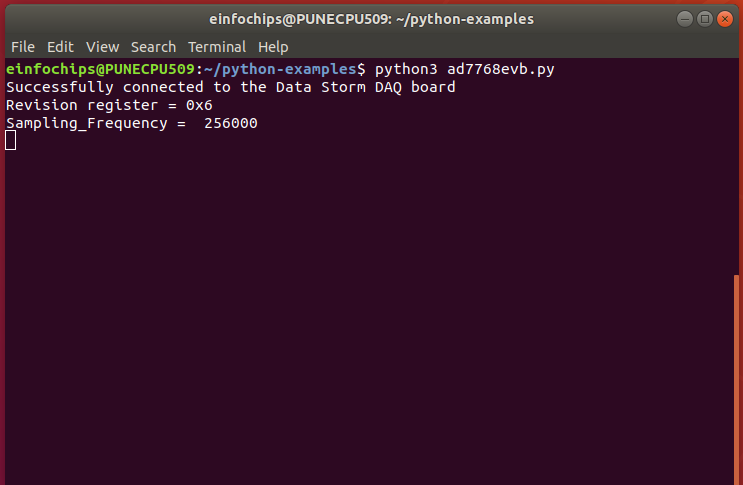 einfochips@PUNECPU509: ~/python-examples
File Edit View Search Terminal Help
einfochips@PUNECPU509:~/python-examples$ python3 ad7768evb.py
Successfully connected to the Data Storm DAQ board
Revision register = 0x6
Sampling_Frequency =  256000